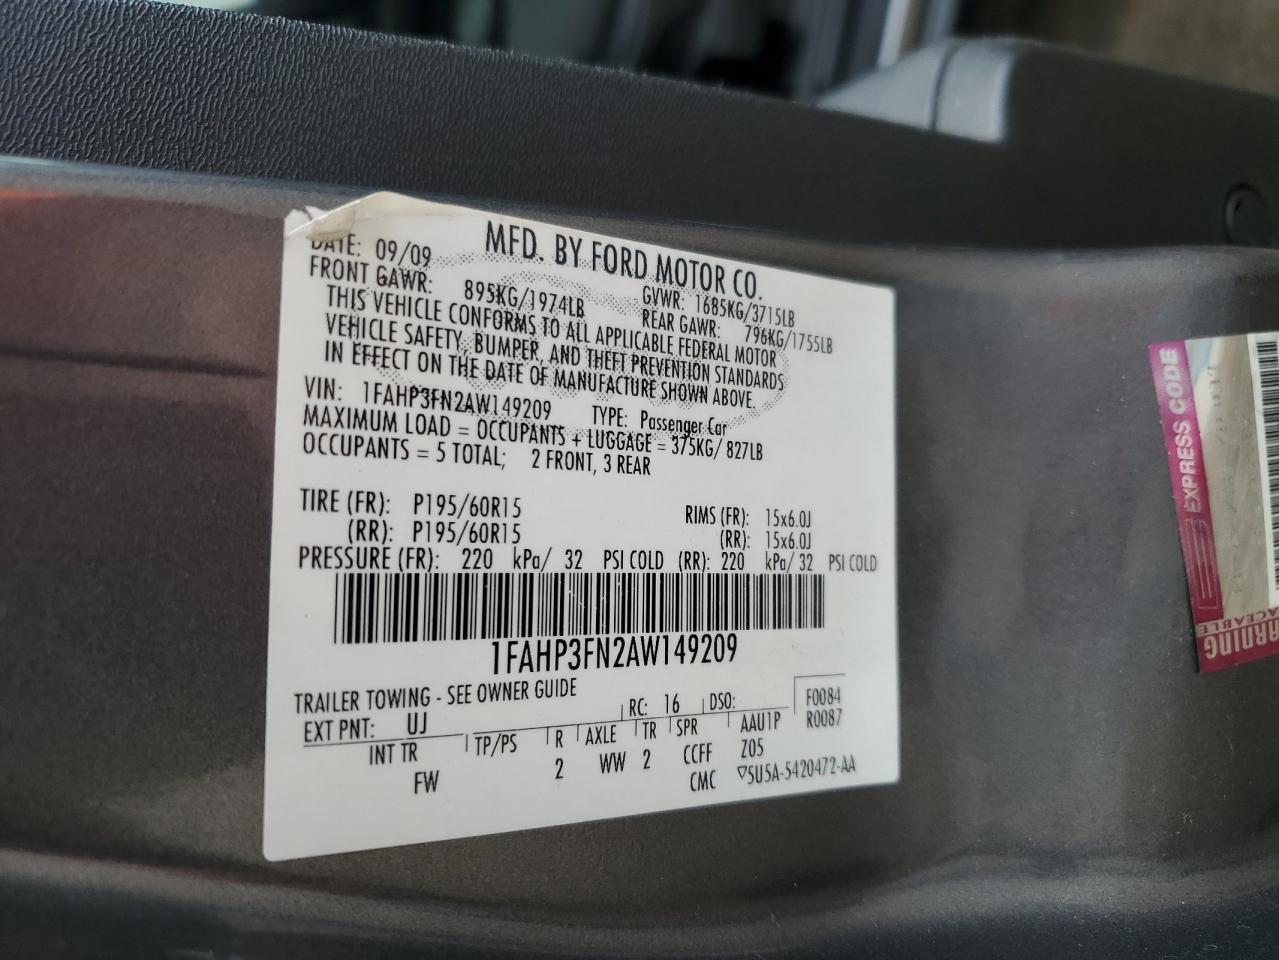 MFD. BY FORD MOTOR CO.
DATE: 09/09 GVWR: 1685KG/3715LB
FRONT GAWR: 895KG/1974LB REAR GAWR: 796KG/1755LB
THIS VEHICLE CONFORMS TO ALL APPLICABLE FEDERAL MOTOR
VEHICLE SAFETY, BUMPER, AND THEFT PREVENTION STANDARDS
IN EFFECT ON THE DATE OF MANUFACTURE SHOWN ABOVE.
VIN: 1FAHP3FN2AW149209 TYPE: Passenger Car
MAXIMUM LOAD = OCCUPANTS + LUGGAGE = 375KG/ 827LB
OCCUPANTS = 5 TOTAL; 2 FRONT, 3 REAR
TIRE (FR): P195/60R15 RIMS (FR): 15x6.0J
(RR): P195/60R15 (RR): 15x6.0J
PRESSURE (FR): 220 kPa/ 32 PSI COLD (RR): 220 kPa/ 32 PSI COLD
1FAHP3FN2AW149209
TRAILER TOWING - SEE OWNER GUIDE
EXT PNT: UJ RC: 16 DSO: F0084
R0087
INT TR TP/PS R AXLE TR SPR AAU1P
FW 2 WW 2 CCFF Z05
CMC ▽5U5A-5420472-AA
EXPRESS CODE